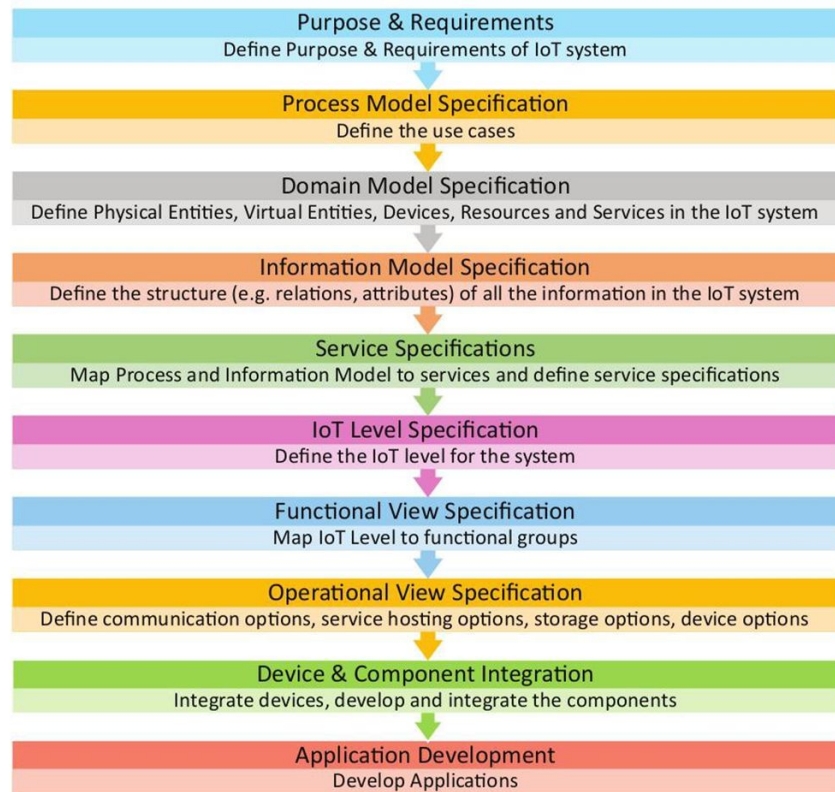 Purpose & Requirements
Define Purpose & Requirements of IoT system
Process Model Specification
Define the use cases
Domain Model Specification
Define Physical Entities, Virtual Entities, Devices, Resources and Services in the IoT system
Information Model Specification
Define the structure (e.g. relations, attributes) of all the information in the IoT system
Service Specifications
Map Process and Information Model to services and define service specifications
IoT Level Specification
Define the IoT level for the system
Functional View Specification
Map IoT Level to functional groups
Operational View Specification
Define communication options, service hosting options, storage options, device options
Device & Component Integration
Integrate devices, develop and integrate the components
Application Development
Develop Applications